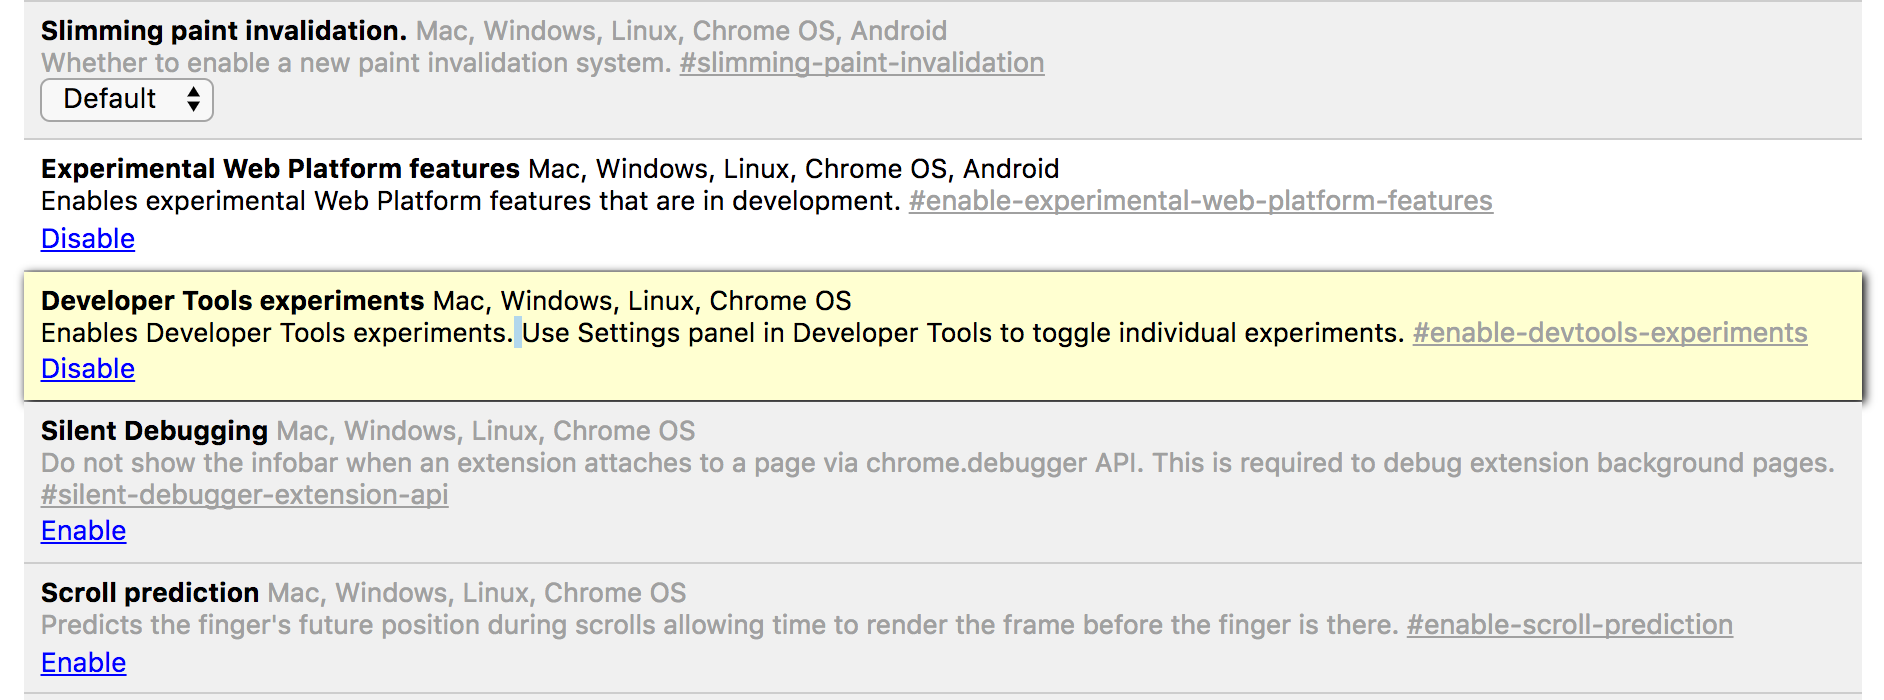 Slimming paint invalidation. Mac, Windows, Linux, Chrome OS, Android
Whether to enable a new paint invalidation system. #slimming-paint-invalidation
Default
Experimental Web Platform features Mac, Windows, Linux, Chrome OS, Android
Enables experimental Web Platform features that are in development. #enable-experimental-web-platform-features
Disable
Developer Tools experiments Mac, Windows, Linux, Chrome OS
Enables Developer Tools experiments. Use Settings panel in Developer Tools to toggle individual experiments. #enable-devtools-experiments
Disable
Silent Debugging Mac, Windows, Linux, Chrome OS
Do not show the infobar when an extension attaches to a page via chrome.debugger API. This is required to debug extension background pages.
#silent-debugger-extension-api
Enable
Scroll prediction Mac, Windows, Linux, Chrome OS
Predicts the finger's future position during scrolls allowing time to render the frame before the finger is there. #enable-scroll-prediction
Enable